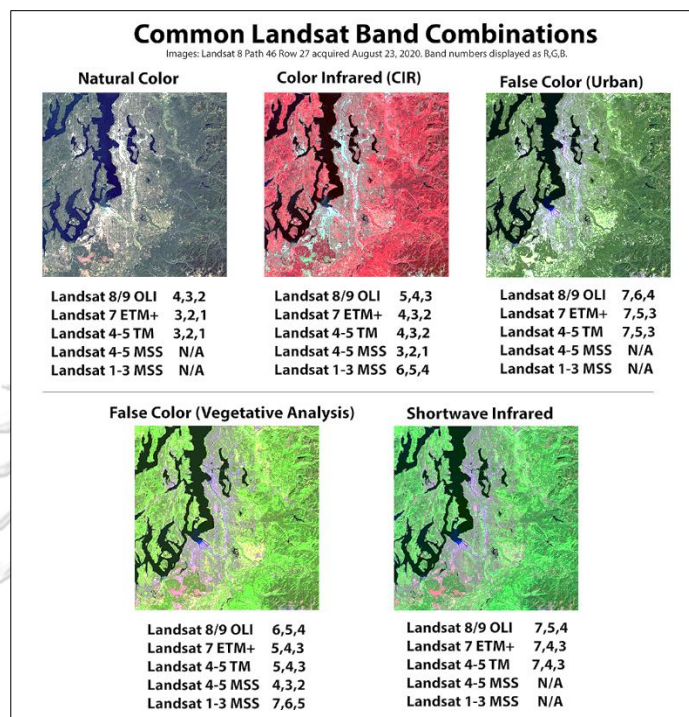 Common Landsat Band Combinations
Images: Landsat 8 Path 46 Row 27 acquired August 23, 2020. Band numbers displayed as R,G,B.
Natural Color
Landsat 8/9 OLI 4,3,2
Landsat 7 ETM+ 3,2,1
Landsat 4-5 TM 3,2,1
Landsat 4-5 MSS N/A
Landsat 1-3 MSS N/A
Color Infrared (CIR)
Landsat 8/9 OLI 5,4,3
Landsat 7 ETM+ 4,3,2
Landsat 4-5 TM 4,3,2
Landsat 4-5 MSS 3,2,1
Landsat 1-3 MSS 6,5,4
False Color (Urban)
Landsat 8/9 OLI 7,6,4
Landsat 7 ETM+ 7,5,3
Landsat 4-5 TM 7,5,3
Landsat 4-5 MSS N/A
Landsat 1-3 MSS N/A
False Color (Vegetative Analysis)
Landsat 8/9 OLI 6,5,4
Landsat 7 ETM+ 5,4,3
Landsat 4-5 TM 5,4,3
Landsat 4-5 MSS 4,3,2
Landsat 1-3 MSS 7,6,5
Shortwave Infrared
Landsat 8/9 OLI 7,5,4
Landsat 7 ETM+ 7,4,3
Landsat 4-5 TM 7,4,3
Landsat 4-5 MSS N/A
Landsat 1-3 MSS N/A